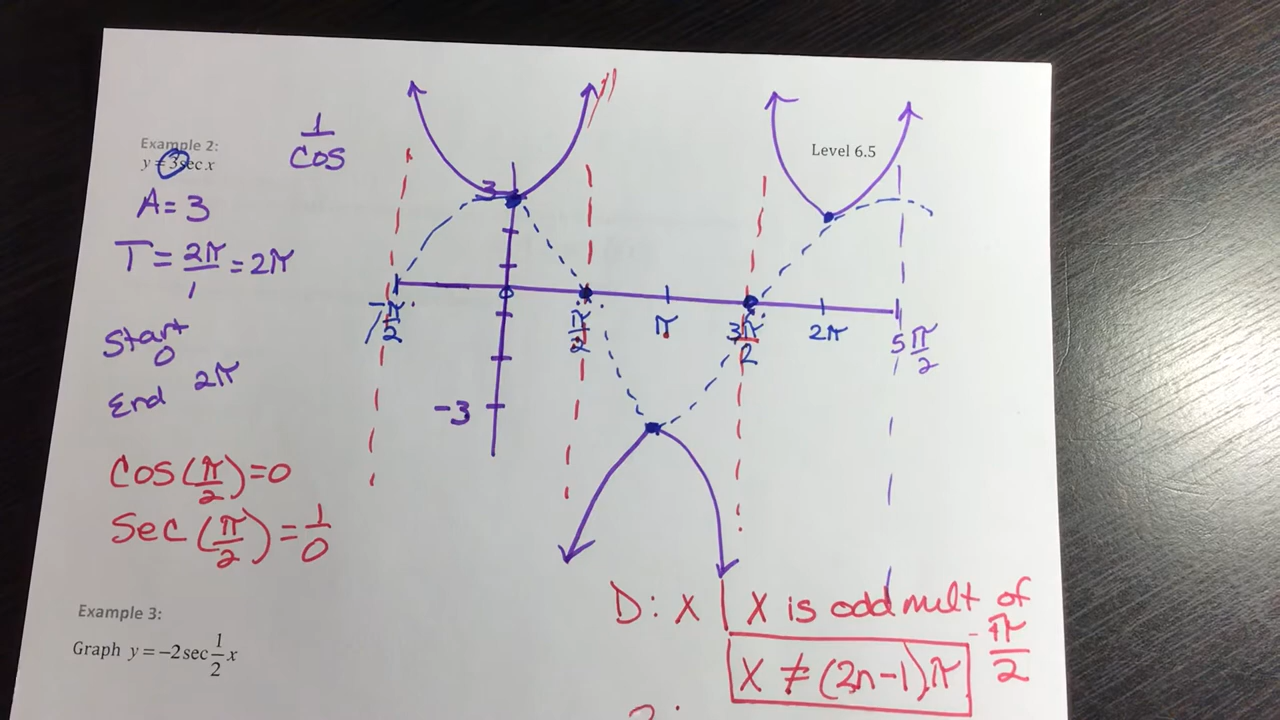 Example 2:
y = 3sec x
1/cos
A = 3
T = 2π/1 = 2π
Start
0
End 2π
Cos(π/2) = 0
Sec(π/2) = 1/0
3
-3
-π/2
0
π/2
π
3π/2
2π
5π/2
Level 6.5
D: x | x is odd mult of π/2
x ≠ (2n-1)π
Example 3:
Graph y = -2sec 1/2 x